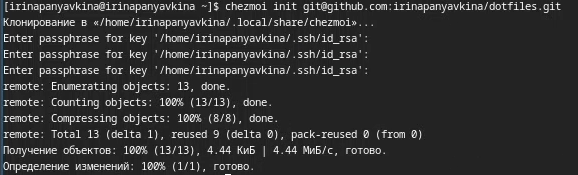 [irinapanyavkina@irinapanyavkina ~]$ chezmoi init git@github.com:irinapanyavkina/dotfiles.git
Клонирование в «/home/irinapanyavkina/.local/share/chezmoi»...
Enter passphrase for key '/home/irinapanyavkina/.ssh/id_rsa':
Enter passphrase for key '/home/irinapanyavkina/.ssh/id_rsa':
Enter passphrase for key '/home/irinapanyavkina/.ssh/id_rsa':
remote: Enumerating objects: 13, done.
remote: Counting objects: 100% (13/13), done.
remote: Compressing objects: 100% (8/8), done.
remote: Total 13 (delta 1), reused 9 (delta 0), pack-reused 0 (from 0)
Получение объектов: 100% (13/13), 4.44 КиБ | 4.44 МиБ/с, готово.
Определение изменений: 100% (1/1), готово.